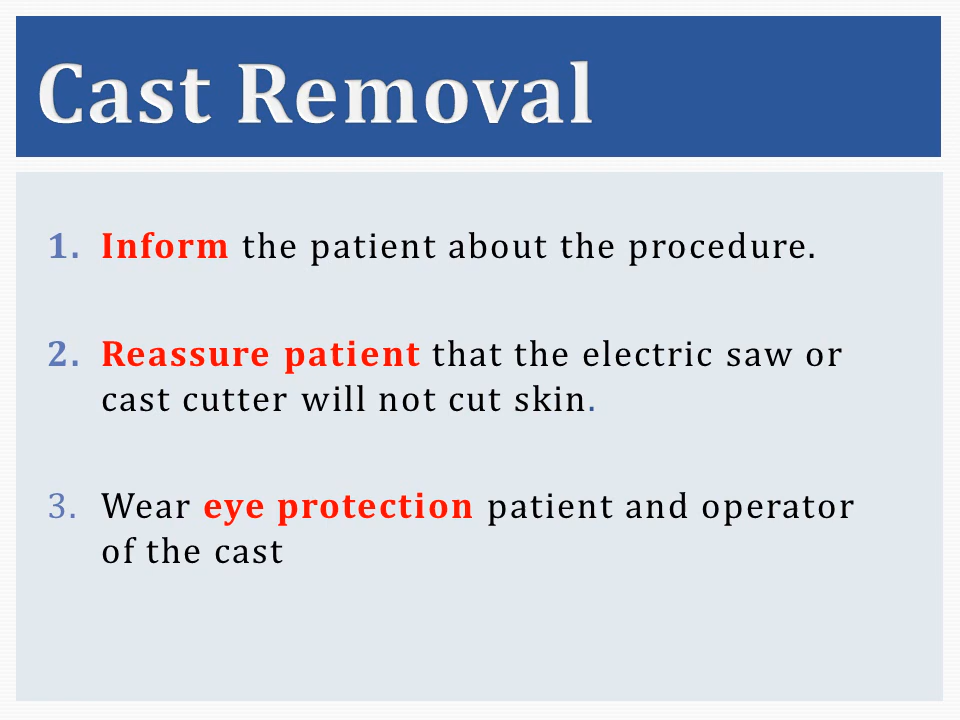 Cast Removal
1. Inform the patient about the procedure.
2. Reassure patient that the electric saw or
cast cutter will not cut skin.
3. Wear eye protection patient and operator
of the cast